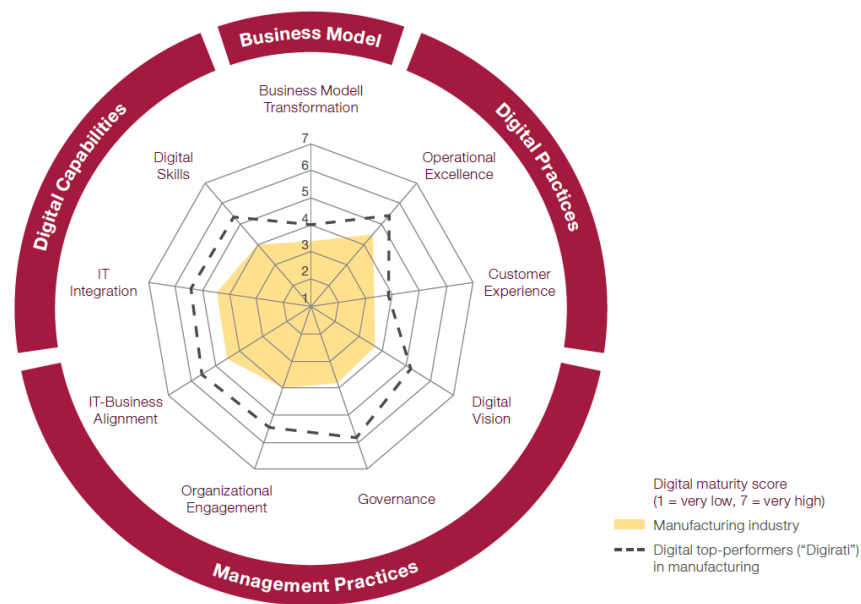 Business Model
Digital Capabilities
Digital Practices
Business Modell
Transformation
Digital
Skills
Operational
Excellence
7
6
5
4
3
2
1
IT
Integration
Customer
Experience
IT-Business
Alignment
Digital
Vision
Organizational
Engagement
Governance
Management Practices
Digital maturity score
(1 = very low, 7 = very high)
Manufacturing industry
Digital top-performers (“Digirati”)
in manufacturing